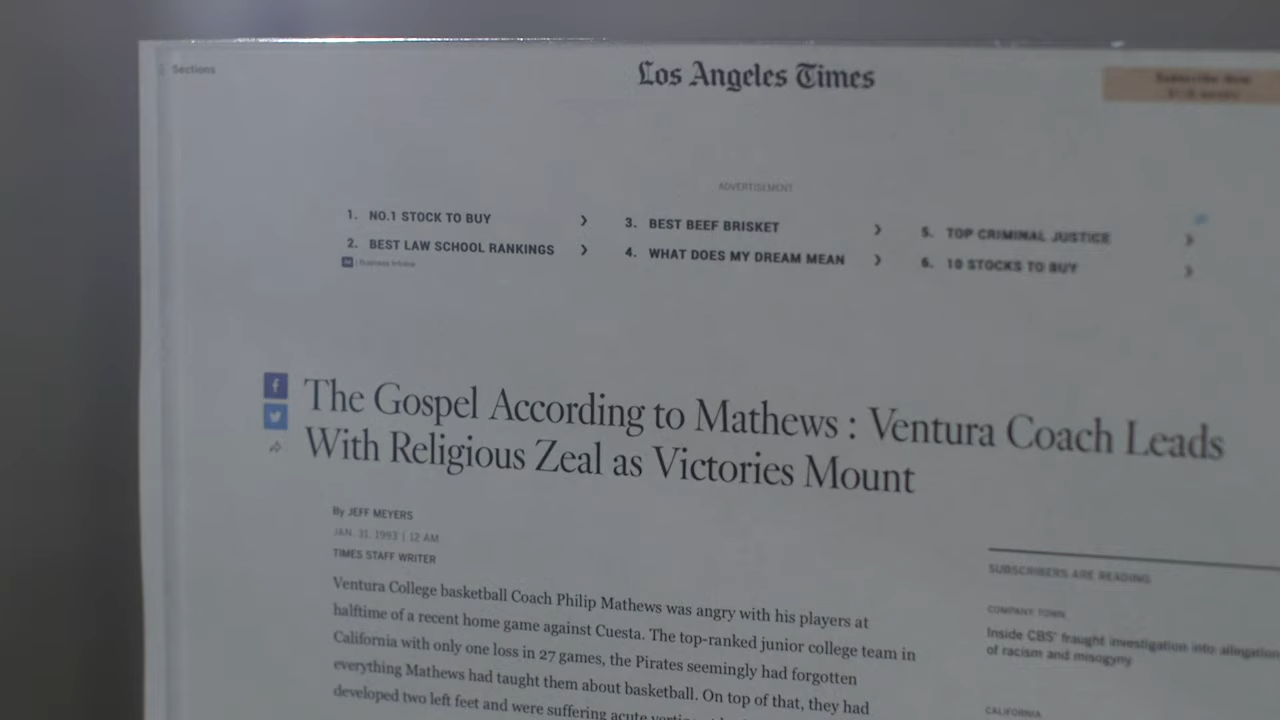 Sections
Los Angeles Times
Subscribe Now
ADVERTISEMENT
1. NO.1 STOCK TO BUY
2. BEST LAW SCHOOL RANKINGS
3. BEST BEEF BRISKET
4. WHAT DOES MY DREAM MEAN
5. TOP CRIMINAL JUSTICE
6. 10 STOCKS TO BUY
The Gospel According to Mathews : Ventura Coach Leads
With Religious Zeal as Victories Mount
By JEFF MEYERS
JAN. 31, 1993 | 12 AM
TIMES STAFF WRITER
Ventura College basketball Coach Philip Mathews was angry with his players at
halftime of a recent home game against Cuesta. The top-ranked junior college team in
California with only one loss in 27 games, the Pirates seemingly had forgotten
everything Mathews had taught them about basketball. On top of that, they had
developed two left feet and were suffering acute
SUBSCRIBERS ARE READING
COMPANY TOWN
Inside CBS' fraught investigation into allegation
of racism and misogyny
CALIFORNIA